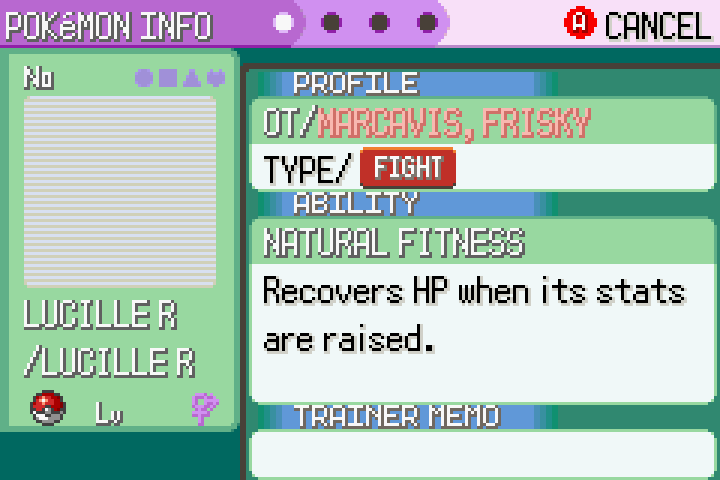 POKéMON INFO
A CANCEL
No
PROFILE
OT/MARCAVIS, FRISKY
TYPE/ FIGHT
ABILITY
NATURAL FITNESS
Recovers HP when its stats
are raised.
LUCILLE R
/LUCILLE R
Lv
TRAINER MEMO